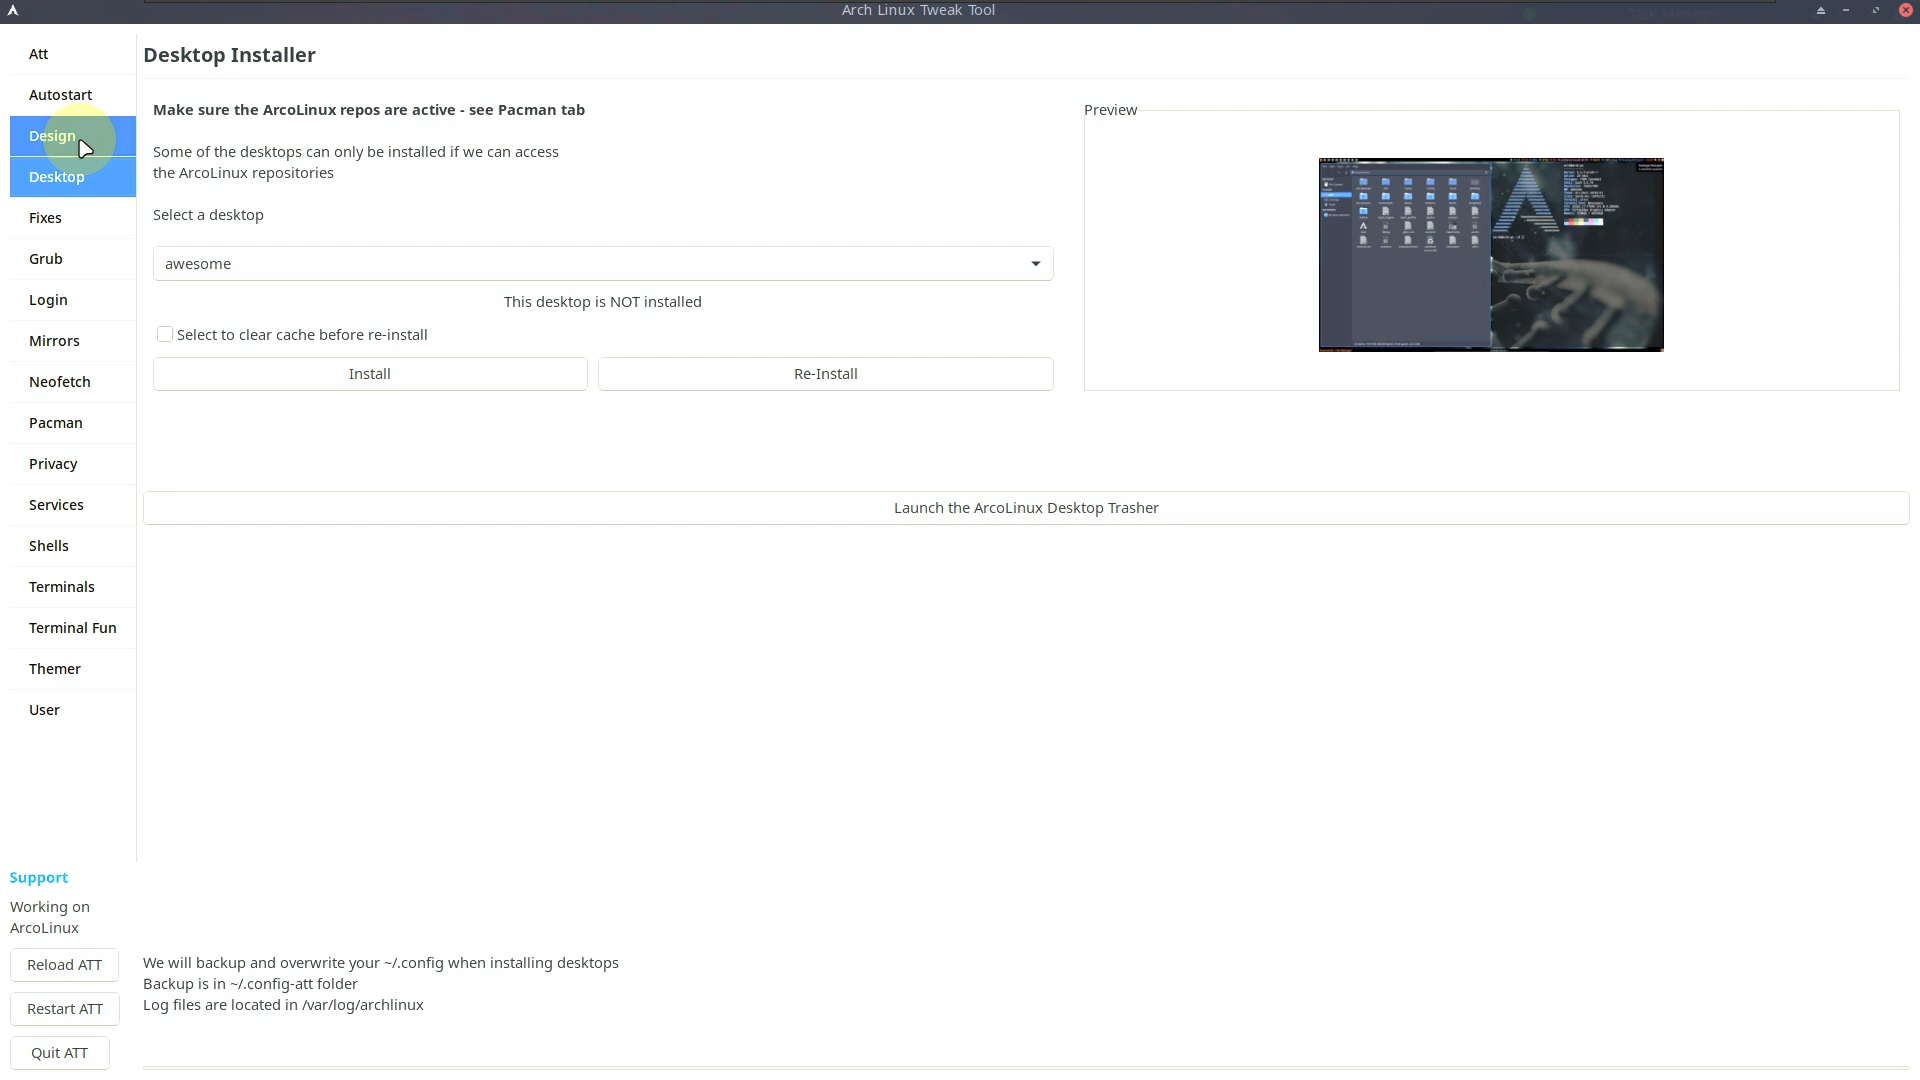 Arch Linux Tweak Tool
Att
Autostart
Design
Desktop
Fixes
Grub
Login
Mirrors
Neofetch
Pacman
Privacy
Services
Shells
Terminals
Terminal Fun
Themer
User
Support
Working on
ArcoLinux
Reload ATT
Restart ATT
Quit ATT
Desktop Installer
Make sure the ArcoLinux repos are active - see Pacman tab
Some of the desktops can only be installed if we can access
the ArcoLinux repositories
Select a desktop
awesome
This desktop is NOT installed
Select to clear cache before re-install
Install
Re-Install
Preview
Launch the ArcoLinux Desktop Trasher
We will backup and overwrite your ~/.config when installing desktops
Backup is in ~/.config-att folder
Log files are located in /var/log/archlinux